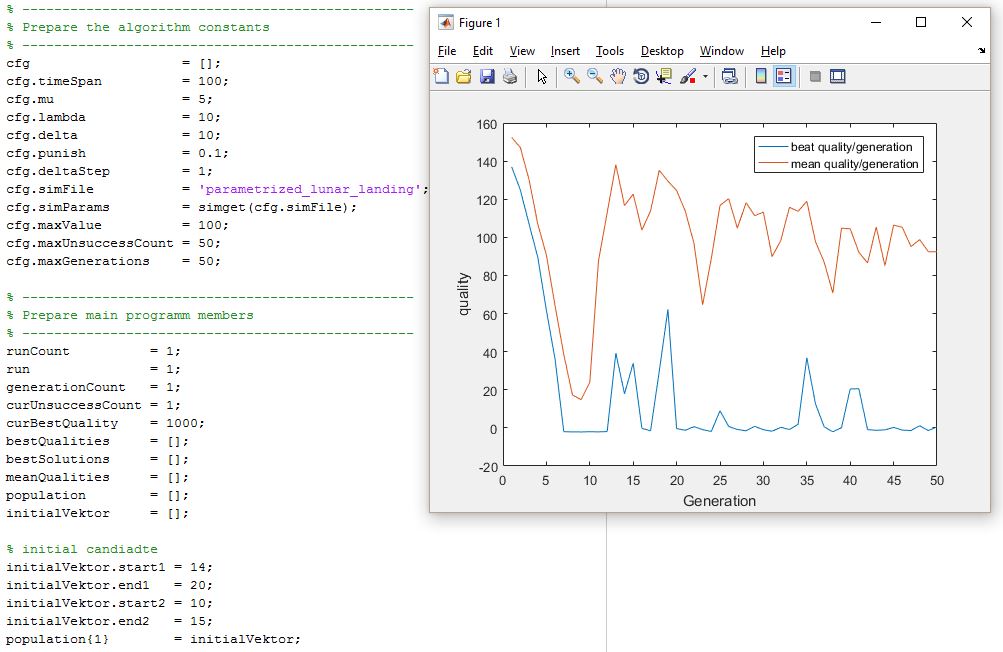 % -------------------------------------------------
% Prepare the algorithm constants
% -------------------------------------------------
cfg = [];
cfg.timeSpan = 100;
cfg.mu = 5;
cfg.lambda = 10;
cfg.delta = 10;
cfg.punish = 0.1;
cfg.deltaStep = 1;
cfg.simFile = 'parametrized_lunar_landing';
cfg.simParams = simget(cfg.simFile);
cfg.maxValue = 100;
cfg.maxUnsuccessCount = 50;
cfg.maxGenerations = 50;
% -------------------------------------------------
% Prepare main programm members
% -------------------------------------------------
runCount = 1;
run = 1;
generationCount = 1;
curUnsuccessCount = 1;
curBestQuality = 1000;
bestQualities = [];
bestSolutions = [];
meanQualities = [];
population = [];
initialVektor = [];
% initial candiadte
initialVektor.start1 = 14;
initialVektor.end1 = 20;
initialVektor.start2 = 10;
initialVektor.end2 = 15;
population{1} = initialVektor;
Figure 1
File Edit View Insert Tools Desktop Window Help
160
140
120
100
80
60
40
20
0
-20
quality
beat quality/generation
mean quality/generation
0 5 10 15 20 25 30 35 40 45 50
Generation